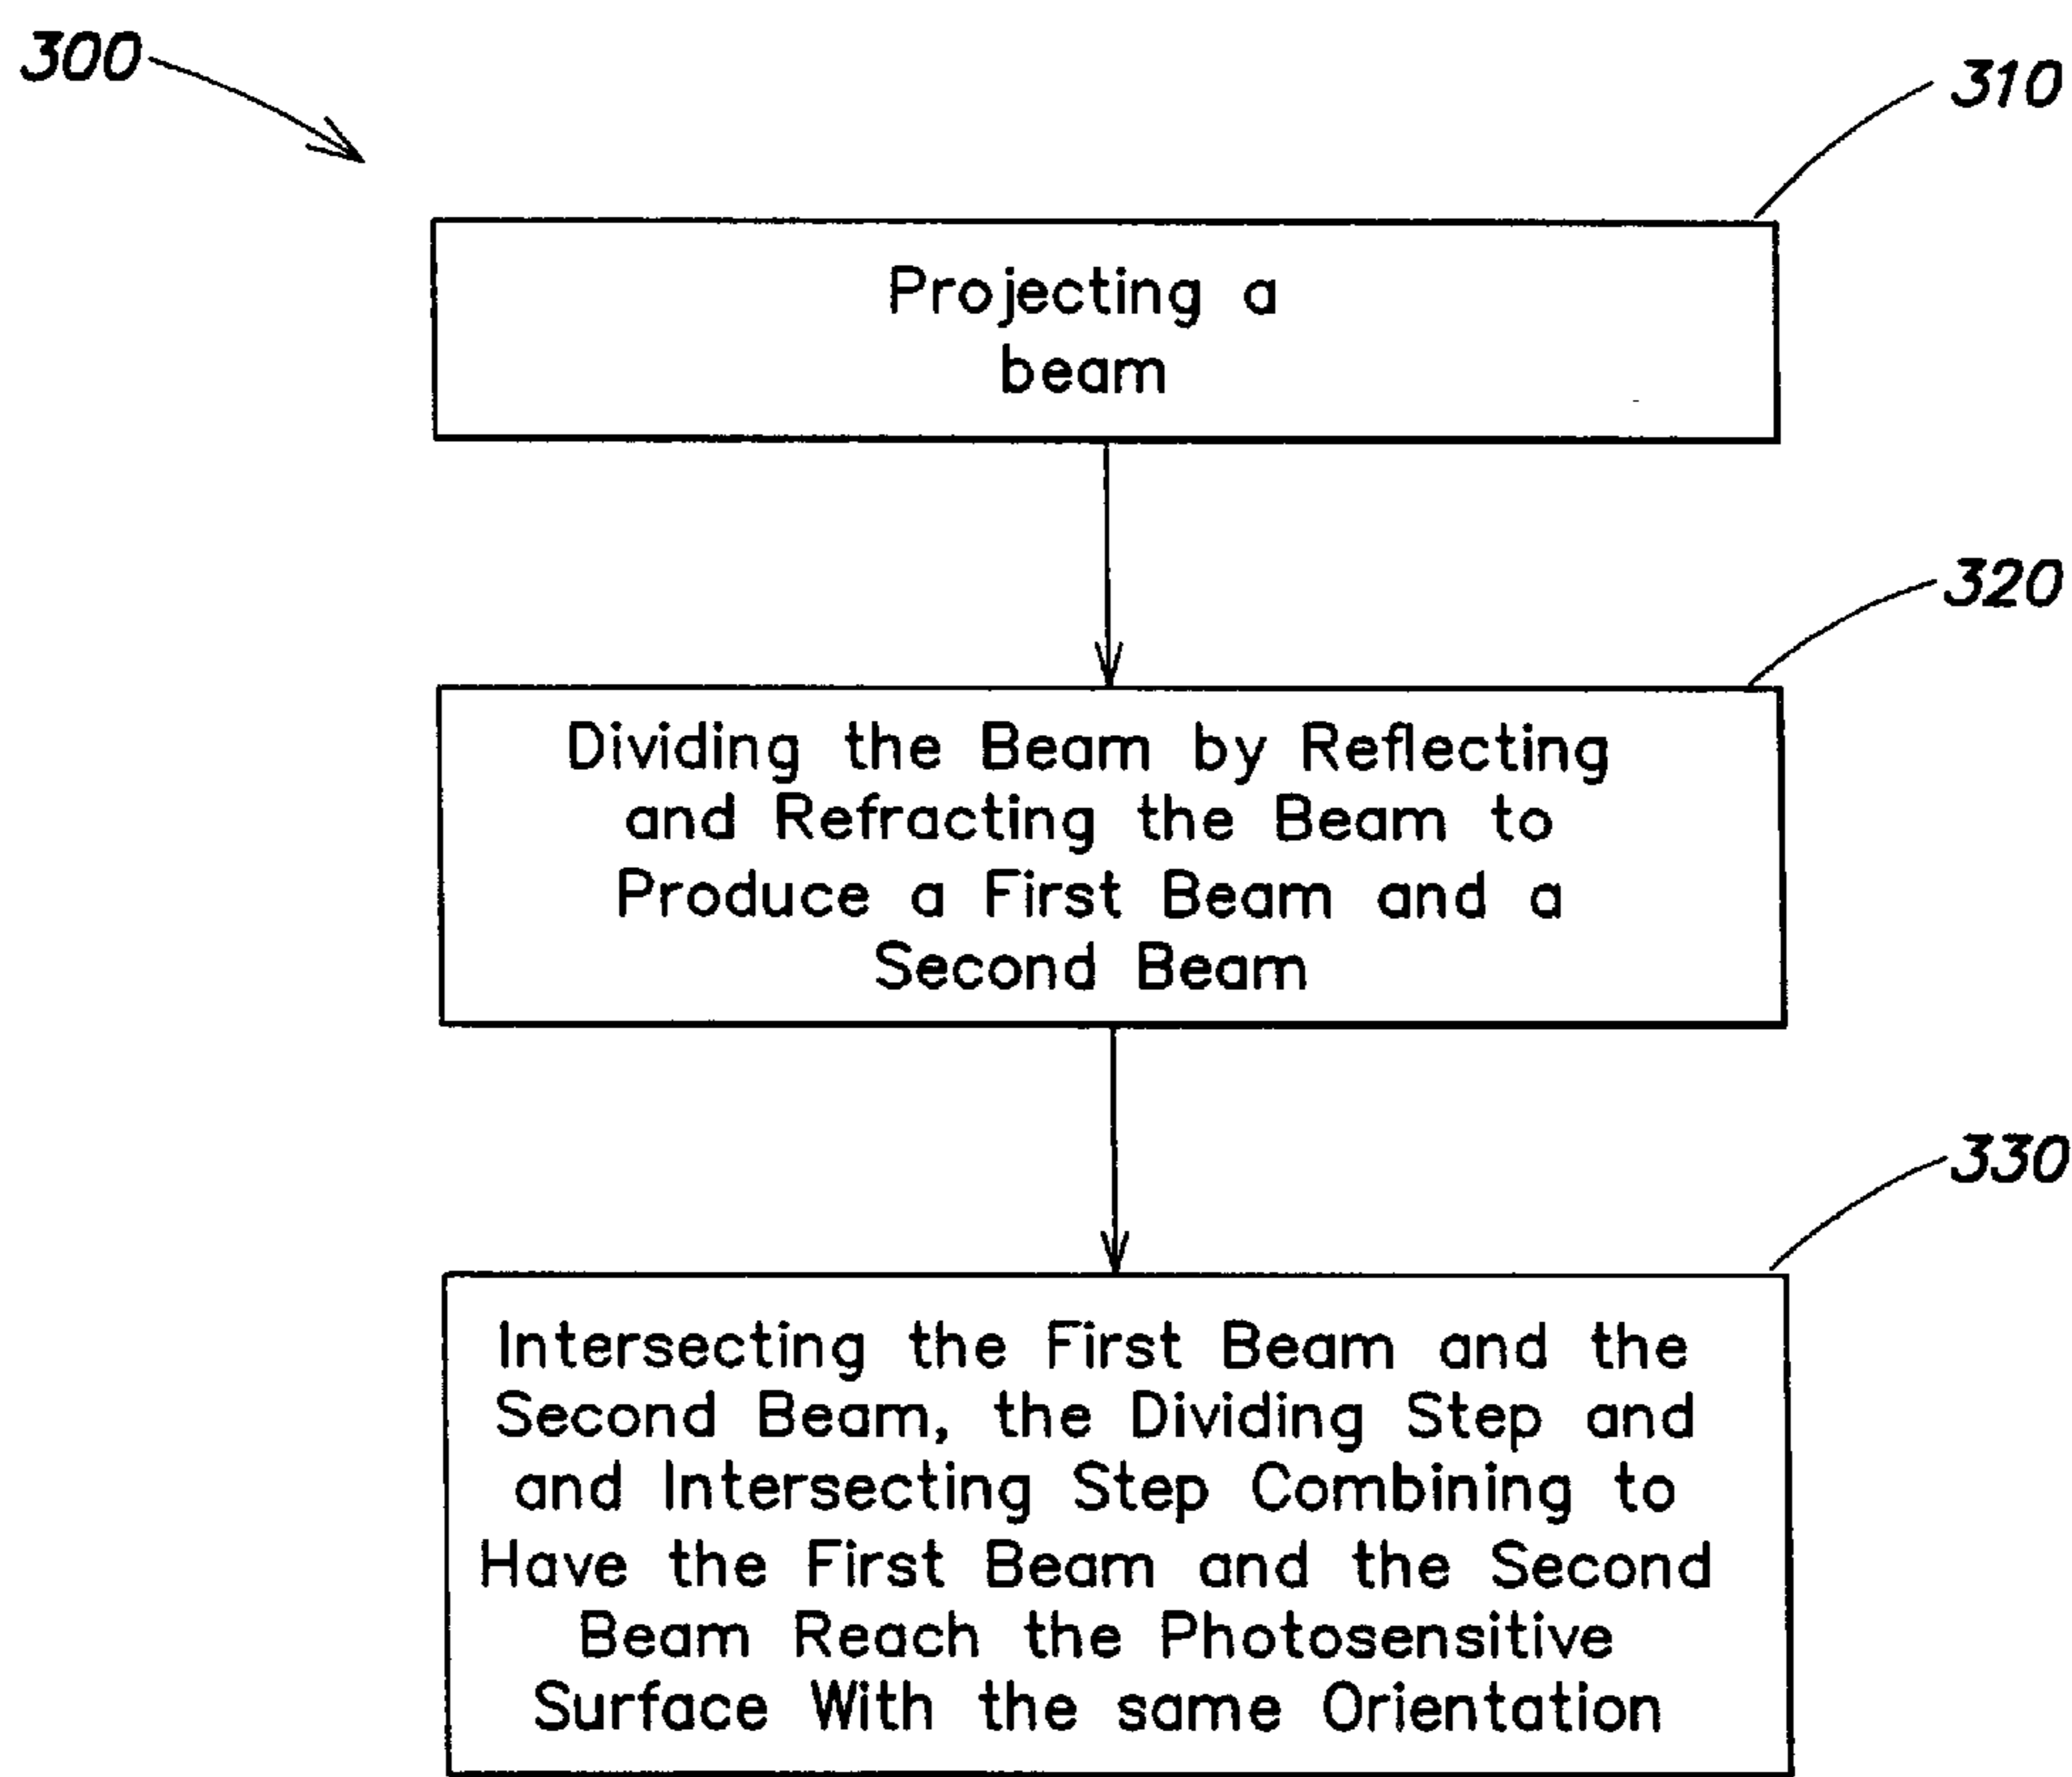 300
310
Projecting a
beam
320
Dividing the Beam by Reflecting
and Refracting the Beam to
Produce a First Beam and a
Second Beam
330
Intersecting the First Beam and the
Second Beam, the Dividing Step and
and Intersecting Step Combining to
Have the First Beam and the Second
Beam Reach the Photosensitive
Surface With the same Orientation